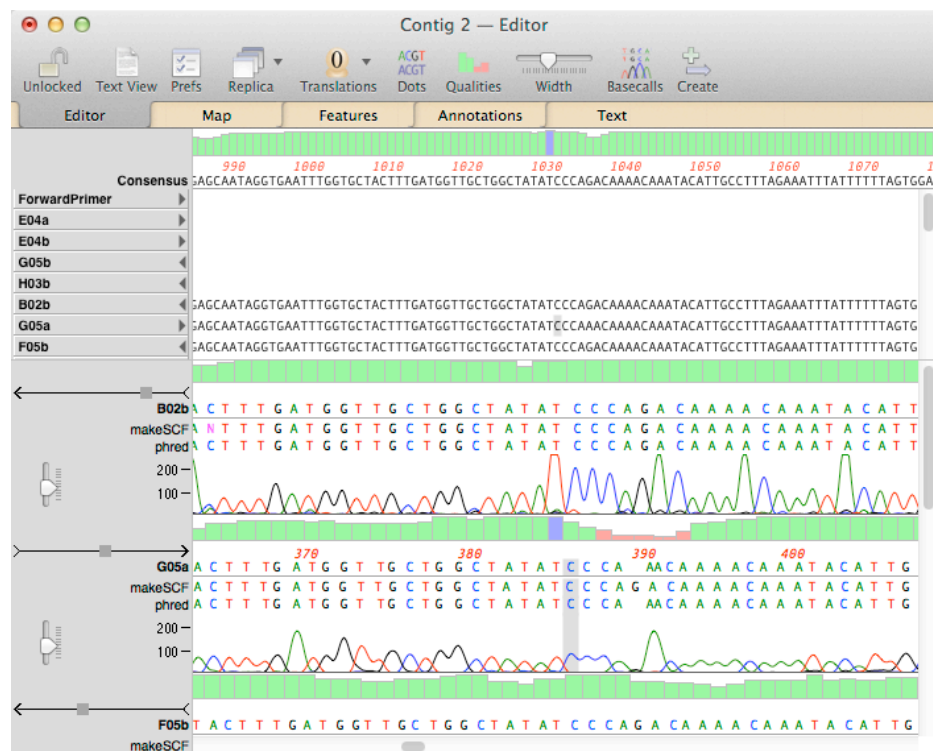 Contig 2 — Editor
Unlocked Text View Prefs Replica Translations Dots Qualities Width Basecalls Create
Editor Map Features Annotations Text
990 1000 1010 1020 1030 1040 1050 1060 1070
Consensus GAGCAATAGGTGAATTTGGTGCTACTTTGATGGTTGCTGGCTATATCCCAGACAAAACAAATACATTGCCTTTAGAAATTTATTTTTTAGTGGA
ForwardPrimer
E04a
E04b
G05b
H03b
B02b GAGCAATAGGTGAATTTGGTGCTACTTTGATGGTTGCTGGCTATATCCCAGACAAAACAAATACATTGCCTTTAGAAATTTATTTTTTAGTG
G05a GAGCAATAGGTGAATTTGGTGCTACTTTGATGGTTGCTGGCTATATCCCAAACAAAACAAATACATTGCCTTTAGAAATTTATTTTTTAGTG
F05b GAGCAATAGGTGAATTTGGTGCTACTTTGATGGTTGCTGGCTATATCCCAGACAAAACAAATACATTGCCTTTAGAAATTTATTTTTTAGTG
B02b A C T T T G A T G G T T G C T G G C T A T A T C C C A G A C A A A A C A A A T A C A T T
makeSCF A N T T T G A T G G T T G C T G G C T A T A T C C C A G A C A A A A C A A A T A C A T T
phred A C T T T G A T G G T T G C T G G C T A T A T C C C A G A C A A A A C A A A T A C A T T
200
100
370 380 390 400
G05a A C T T T G A T G G T T G C T G G C T A T A T C C C A A A C A A A A C A A A T A C A T T G
makeSCF A C T T T G A T G G T T G C T G G C T A T A T C C C A G A C A A A A C A A A T A C A T T G
phred A C T T T G A T G G T T G C T G G C T A T A T C C C A A A C A A A A C A A A T A C A T T G
200
100
F05b T A C T T T G A T G G T T G C T G G C T A T A T C C C A G A C A A A A C A A A T A C A T T G
makeSCF